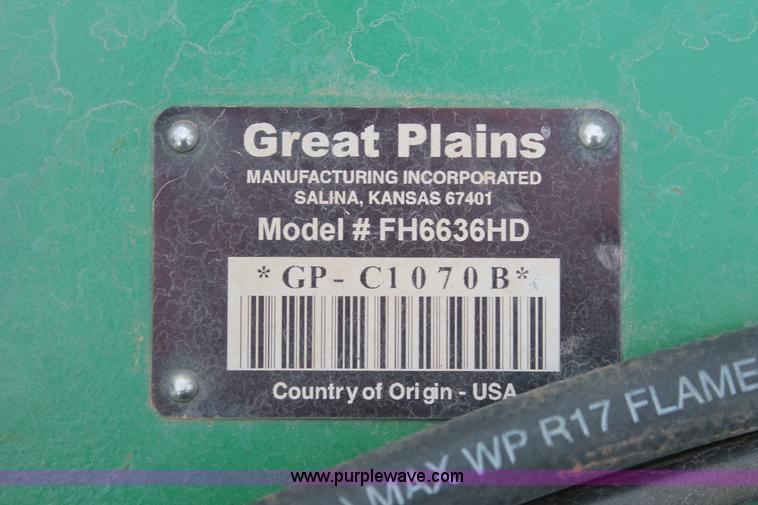 Great Plains
MANUFACTURING INCORPORATED
SALINA, KANSAS 67401
Model # FH6636HD
*GP-C1070B*
Country of Origin - USA
MAX WP R17 FLAME
www.purplewave.com